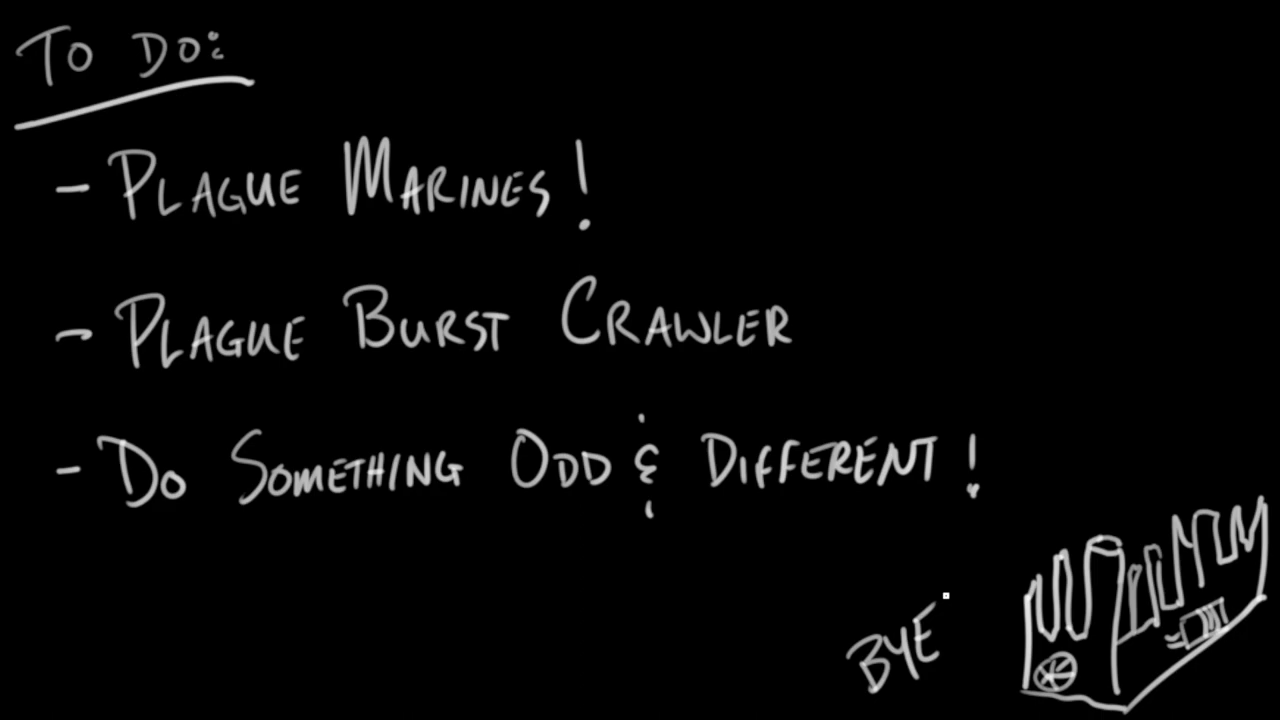 To Do:
- Plague Marines!
- Plague Burst Crawler
- Do Something Odd & Different!
BYE